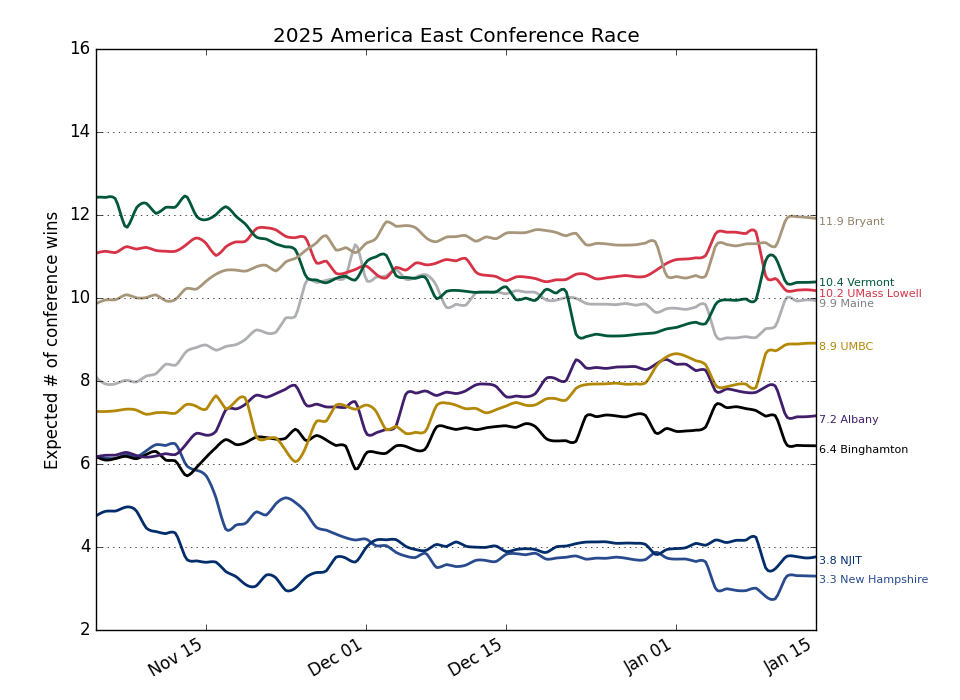 2025 America East Conference Race
Expected # of conference wins
16
14
12
10
8
6
4
2
11.9 Bryant
10.4 Vermont
10.2 UMass Lowell
9.9 Maine
8.9 UMBC
7.2 Albany
6.4 Binghamton
3.8 NJIT
3.3 New Hampshire
Nov 15
Dec 01
Dec 15
Jan 01
Jan 15